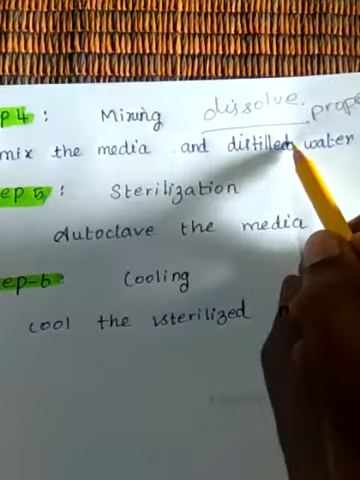 p4 : Mixing dissolve. prope
mix the media and distilled water
ep 5 : Sterilization
Autoclave the media
ep-6: Cooling
cool the sterilized